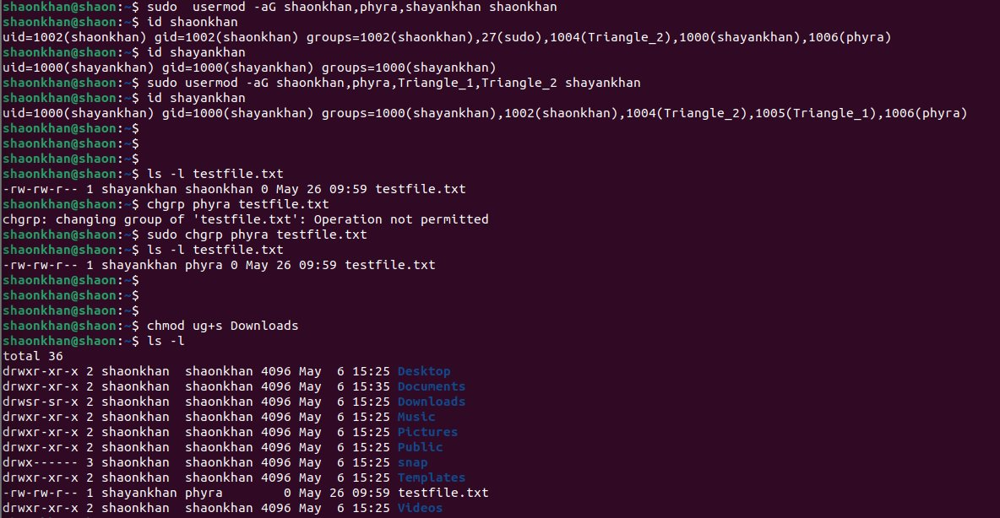 shaonkhan@shaon:~$ sudo  usermod -aG shaonkhan,phyra,shayankhan shaonkhan
shaonkhan@shaon:~$ id shaonkhan
uid=1002(shaonkhan) gid=1002(shaonkhan) groups=1002(shaonkhan),27(sudo),1004(Triangle_2),1000(shayankhan),1006(phyra)
shaonkhan@shaon:~$ id shayankhan
uid=1000(shayankhan) gid=1000(shayankhan) groups=1000(shayankhan)
shaonkhan@shaon:~$ sudo usermod -aG shaonkhan,phyra,Triangle_1,Triangle_2 shayankhan
shaonkhan@shaon:~$ id shayankhan
uid=1000(shayankhan) gid=1000(shayankhan) groups=1000(shayankhan),1002(shaonkhan),1004(Triangle_2),1005(Triangle_1),1006(phyra)
shaonkhan@shaon:~$
shaonkhan@shaon:~$
shaonkhan@shaon:~$
shaonkhan@shaon:~$ ls -l testfile.txt
-rw-rw-r-- 1 shayankhan shaonkhan 0 May 26 09:59 testfile.txt
shaonkhan@shaon:~$ chgrp phyra testfile.txt
chgrp: changing group of 'testfile.txt': Operation not permitted
shaonkhan@shaon:~$ sudo chgrp phyra testfile.txt
shaonkhan@shaon:~$ ls -l testfile.txt
-rw-rw-r-- 1 shayankhan phyra 0 May 26 09:59 testfile.txt
shaonkhan@shaon:~$
shaonkhan@shaon:~$
shaonkhan@shaon:~$
shaonkhan@shaon:~$ chmod ug+s Downloads
shaonkhan@shaon:~$ ls -l
total 36
drwxr-xr-x 2 shaonkhan  shaonkhan 4096 May  6 15:25 Desktop
drwxr-xr-x 2 shaonkhan  shaonkhan 4096 May  6 15:35 Documents
drwsr-sr-x 2 shaonkhan  shaonkhan 4096 May  6 15:25 Downloads
drwxr-xr-x 2 shaonkhan  shaonkhan 4096 May  6 15:25 Music
drwxr-xr-x 2 shaonkhan  shaonkhan 4096 May  6 15:25 Pictures
drwxr-xr-x 2 shaonkhan  shaonkhan 4096 May  6 15:25 Public
drwx------ 3 shaonkhan  shaonkhan 4096 May  6 15:25 snap
drwxr-xr-x 2 shaonkhan  shaonkhan 4096 May  6 15:25 Templates
-rw-rw-r-- 1 shayankhan phyra        0 May 26 09:59 testfile.txt
drwxr-xr-x 2 shaonkhan  shaonkhan 4096 May  6 15:25 Videos